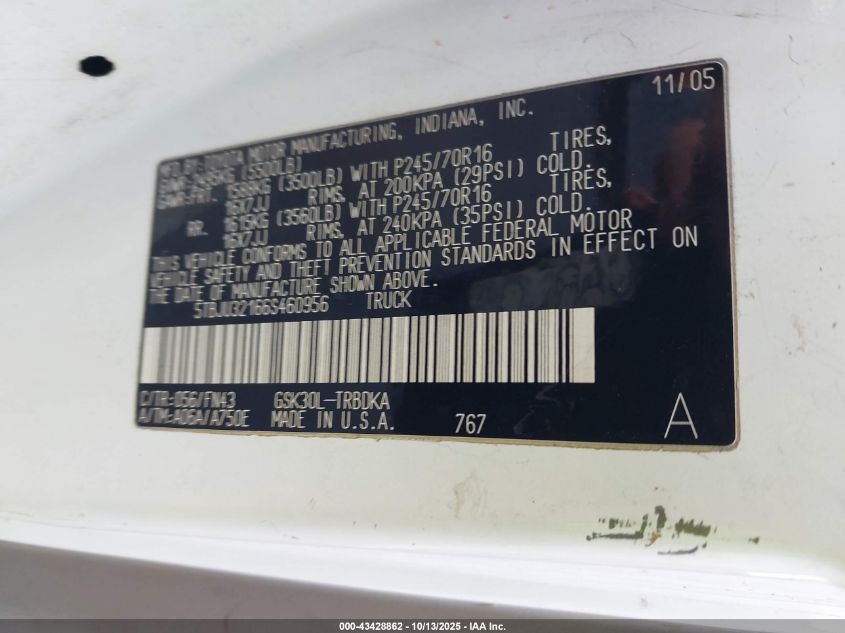 11/05
MFD BY: TOYOTA MOTOR MANUFACTURING, INDIANA, INC.
(5500LB)
GAWR: FRT. 1588KG (3500LB) WITH P245/70R16 TIRES,
16X7JJ RIMS, AT 200KPA (29PSI) COLD.
RR. 1615KG (3560LB) WITH P245/70R16 TIRES,
16X7JJ RIMS, AT 240KPA (35PSI) COLD.
THIS VEHICLE CONFORMS TO ALL APPLICABLE FEDERAL MOTOR
VEHICLE SAFETY AND THEFT PREVENTION STANDARDS IN EFFECT ON
THE DATE OF MANUFACTURE SHOWN ABOVE.
5TBJU32166S460956 TRUCK
C/TR:056/FN43 GSK30L-TRBDKA
A/TM:A06A/A750E MADE IN U.S.A. 767 A
000-43428862 - 10/13/2025 - IAA Inc.